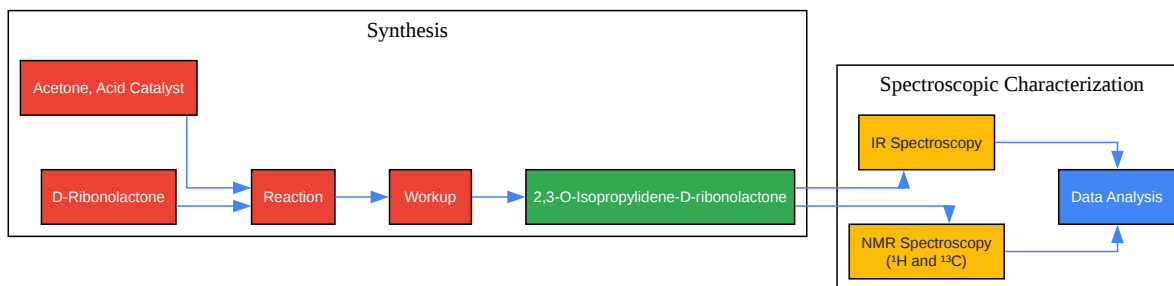 Synthesis
Acetone, Acid Catalyst
D-Ribonolactone
Reaction
Workup
2,3-O-Isopropylidene-D-ribonolactone
Spectroscopic Characterization
IR Spectroscopy
NMR Spectroscopy
(¹H and ¹³C)
Data Analysis